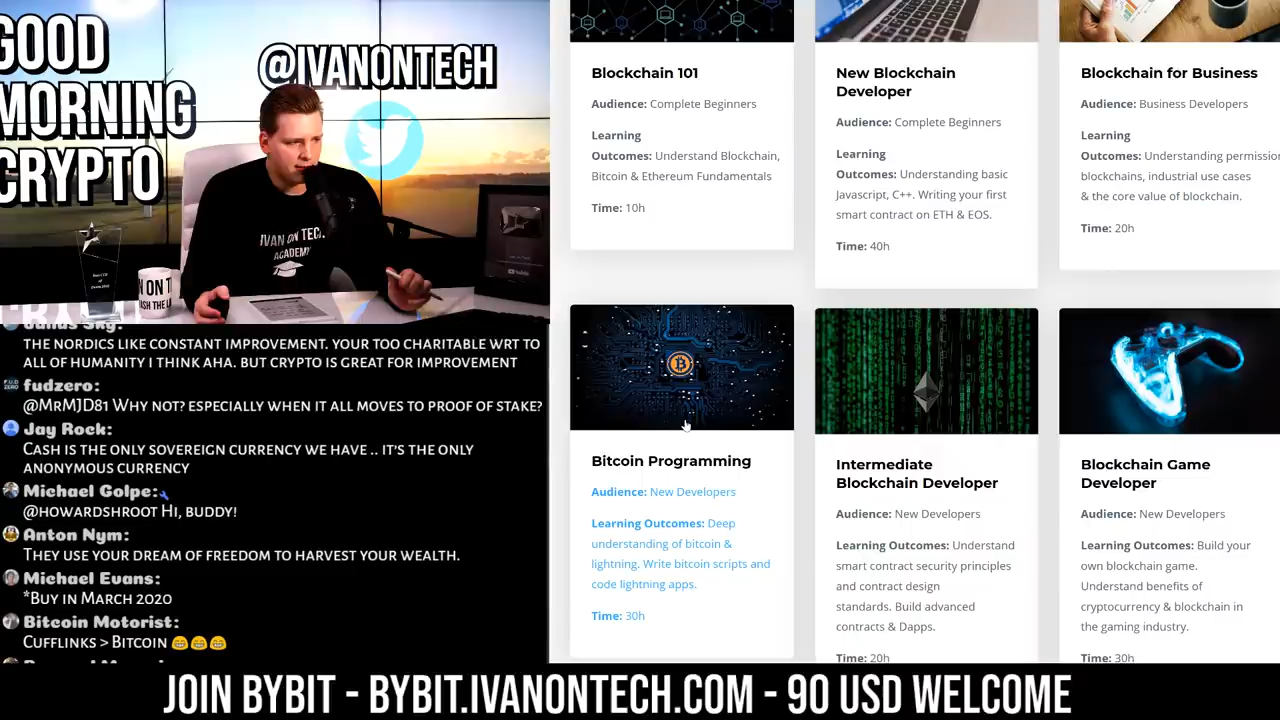 GOOD
MORNING
CRYPTO
@IVANONTECH
IVAN ON TECH
ACADEMY
THE NORDICS LIKE CONSTANT IMPROVEMENT. YOUR TOO CHARITABLE WRT TO
ALL OF HUMANITY I THINK AHA. BUT CRYPTO IS GREAT FOR IMPROVEMENT
fudzero:
@MRMJD81 WHY NOT? ESPECIALLY WHEN IT ALL MOVES TO PROOF OF STAKE?
Jay Rock:
CASH IS THE ONLY SOVEREIGN CURRENCY WE HAVE .. IT'S THE ONLY
ANONYMOUS CURRENCY
Michael Golpe:
@HOWARDSHROOT HI, BUDDY!
Anton Nym:
THEY USE YOUR DREAM OF FREEDOM TO HARVEST YOUR WEALTH.
Michael Evans:
*BUY IN MARCH 2020
Bitcoin Motorist:
CUFFLINKS > BITCOIN 😂😂😂
Blockchain 101
Audience: Complete Beginners
Learning
Outcomes: Understand Blockchain,
Bitcoin & Ethereum Fundamentals
Time: 10h
New Blockchain
Developer
Audience: Complete Beginners
Learning
Outcomes: Understanding basic
Javascript, C++. Writing your first
smart contract on ETH & EOS.
Time: 40h
Blockchain for Business
Audience: Business Developers
Learning
Outcomes: Understanding permission
blockchains, industrial use cases
& the core value of blockchain.
Time: 20h
Bitcoin Programming
Audience: New Developers
Learning Outcomes: Deep
understanding of bitcoin &
lightning. Write bitcoin scripts and
code lightning apps.
Time: 30h
Intermediate
Blockchain Developer
Audience: New Developers
Learning Outcomes: Understand
smart contract security principles
and contract design
standards. Build advanced
contracts & Dapps.
Time: 20h
Blockchain Game
Developer
Audience: New Developers
Learning Outcomes: Build your
own blockchain game.
Understand benefits of
cryptocurrency & blockchain in
the gaming industry.
Time: 30h
JOIN BYBIT - BYBIT.IVANONTECH.COM - 90 USD WELCOME